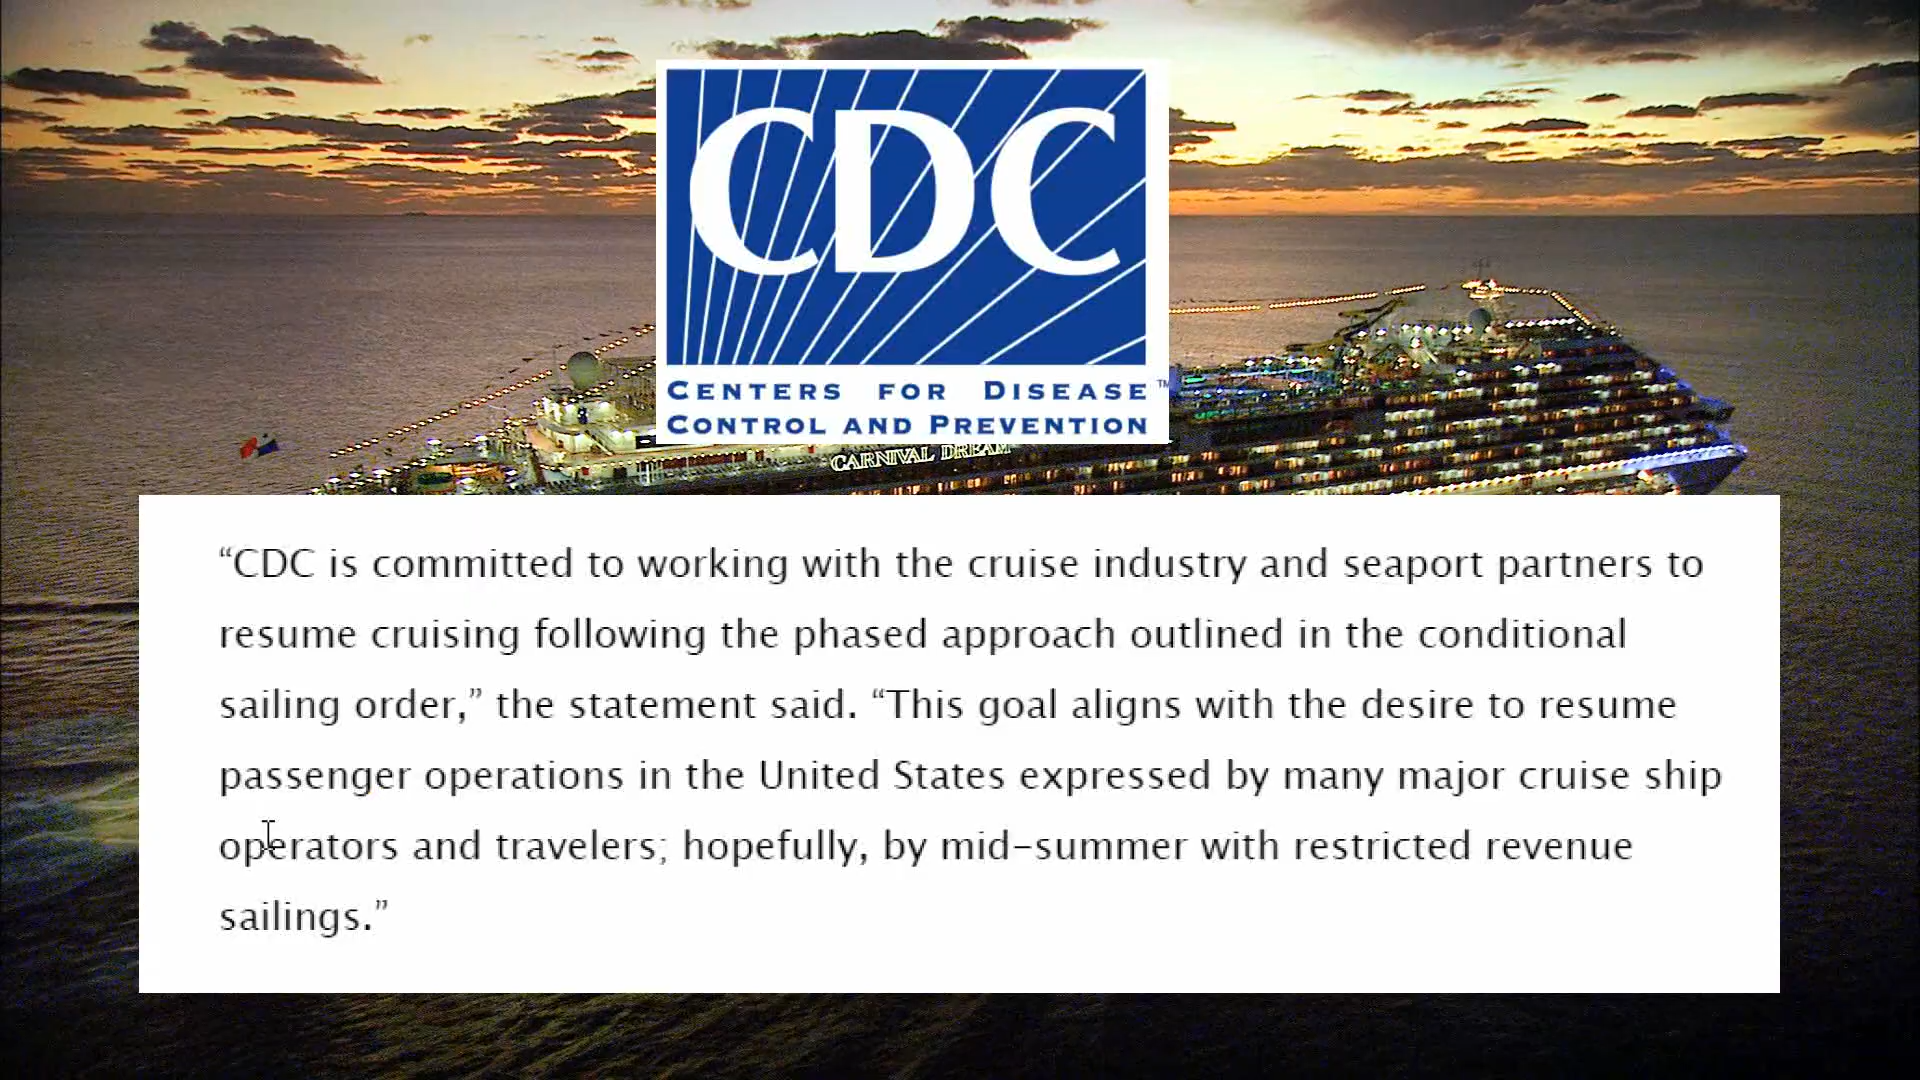 CDC
CENTERS FOR DISEASE™
CONTROL AND PREVENTION
CARNIVAL DREAM
“CDC is committed to working with the cruise industry and seaport partners to
resume cruising following the phased approach outlined in the conditional
sailing order,” the statement said. “This goal aligns with the desire to resume
passenger operations in the United States expressed by many major cruise ship
operators and travelers; hopefully, by mid-summer with restricted revenue
sailings.”